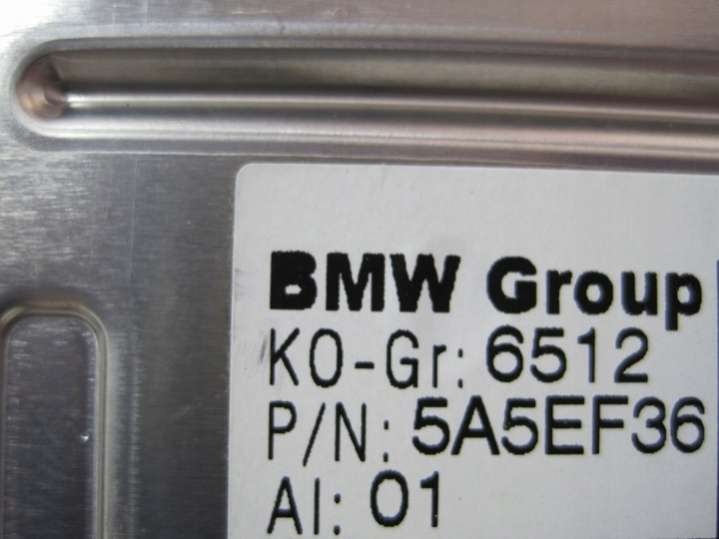 BMW Group
KO-Gr: 6512
P/N: 5A5EF36
AI: 01